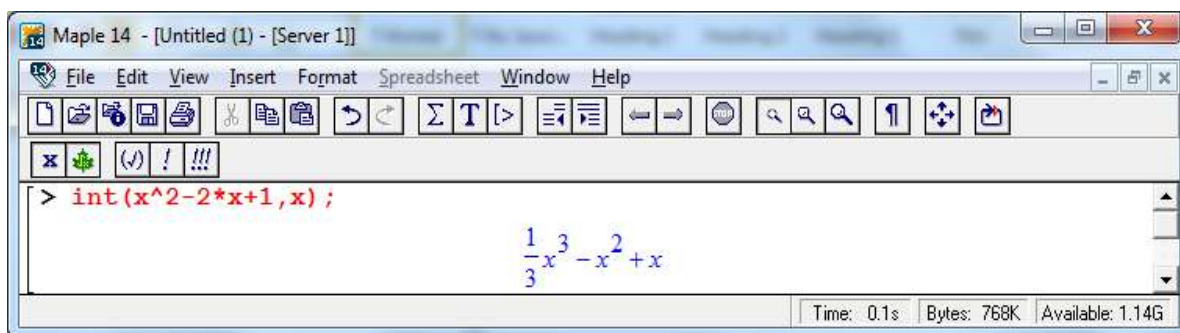 Maple 14 - [Untitled (1) - [Server 1]]
File Edit View Insert Format Spreadsheet Window Help
> int(x^2-2*x+1,x);
1/3 x^3 - x^2 + x
Time: 0.1s Bytes: 768K Available: 1.14G